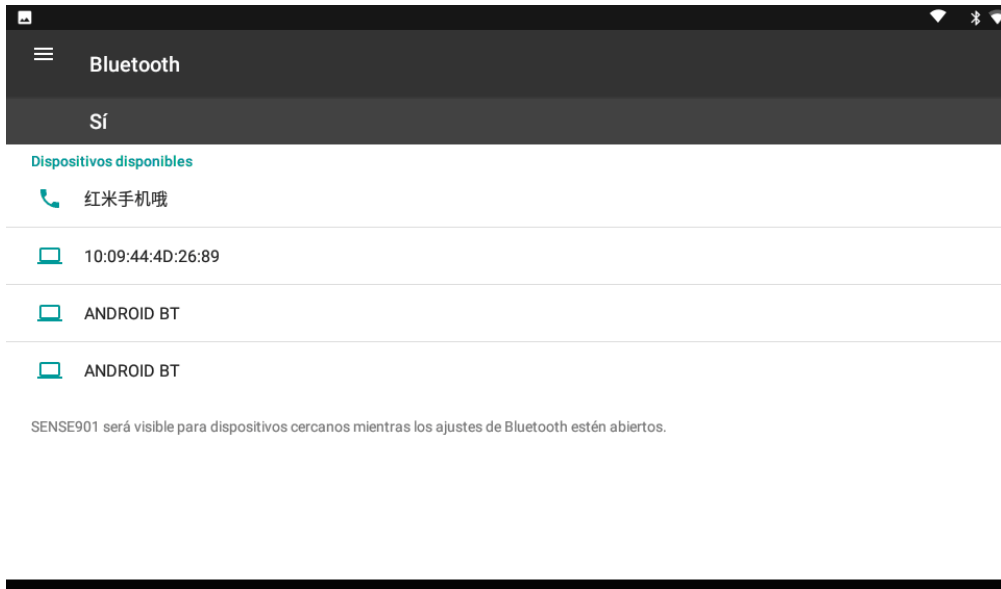 Bluetooth
Sí
Dispositivos disponibles
红米手机哦
10:09:44:4D:26:89
ANDROID BT
ANDROID BT
SENSE901 será visible para dispositivos cercanos mientras los ajustes de Bluetooth estén abiertos.